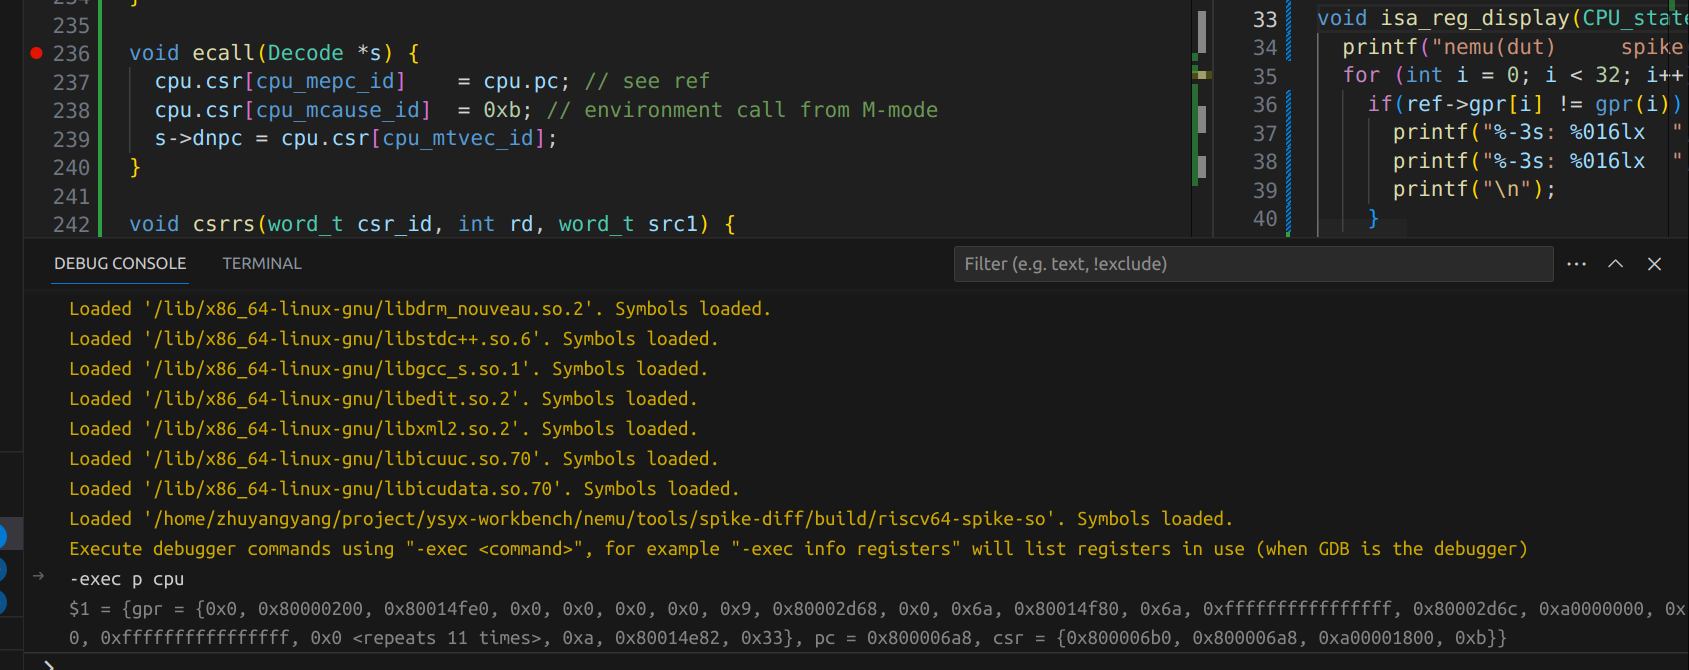 234 }
235
236 void ecall(Decode *s) {
237 cpu.csr[cpu_mepc_id] = cpu.pc; // see ref
238 cpu.csr[cpu_mcause_id] = 0xb; // environment call from M-mode
239 s->dnpc = cpu.csr[cpu_mtvec_id];
240 }
241
242 void csrrs(word_t csr_id, int rd, word_t src1) {
33 void isa_reg_display(CPU_state
34 printf("nemu(dut) spike
35 for (int i = 0; i < 32; i++
36 if(ref->gpr[i] != gpr(i))
37 printf("%-3s: %016lx "
38 printf("%-3s: %016lx "
39 printf("\n");
40 }
DEBUG CONSOLE TERMINAL Filter (e.g. text, !exclude)
Loaded '/lib/x86_64-linux-gnu/libdrm_nouveau.so.2'. Symbols loaded.
Loaded '/lib/x86_64-linux-gnu/libstdc++.so.6'. Symbols loaded.
Loaded '/lib/x86_64-linux-gnu/libgcc_s.so.1'. Symbols loaded.
Loaded '/lib/x86_64-linux-gnu/libedit.so.2'. Symbols loaded.
Loaded '/lib/x86_64-linux-gnu/libxml2.so.2'. Symbols loaded.
Loaded '/lib/x86_64-linux-gnu/libicuuc.so.70'. Symbols loaded.
Loaded '/lib/x86_64-linux-gnu/libicudata.so.70'. Symbols loaded.
Loaded '/home/zhuyangyang/project/ysyx-workbench/nemu/tools/spike-diff/build/riscv64-spike-so'. Symbols loaded.
Execute debugger commands using "-exec <command>", for example "-exec info registers" will list registers in use (when GDB is the debugger)
-exec p cpu
$1 = {gpr = {0x0, 0x80000200, 0x80014fe0, 0x0, 0x0, 0x0, 0x0, 0x9, 0x80002d68, 0x0, 0x6a, 0x80014f80, 0x6a, 0xffffffffffffffff, 0x80002d6c, 0xa0000000, 0x
0, 0xffffffffffffffff, 0x0 <repeats 11 times>, 0xa, 0x80014e82, 0x33}, pc = 0x800006a8, csr = {0x800006b0, 0x800006a8, 0xa00001800, 0xb}}